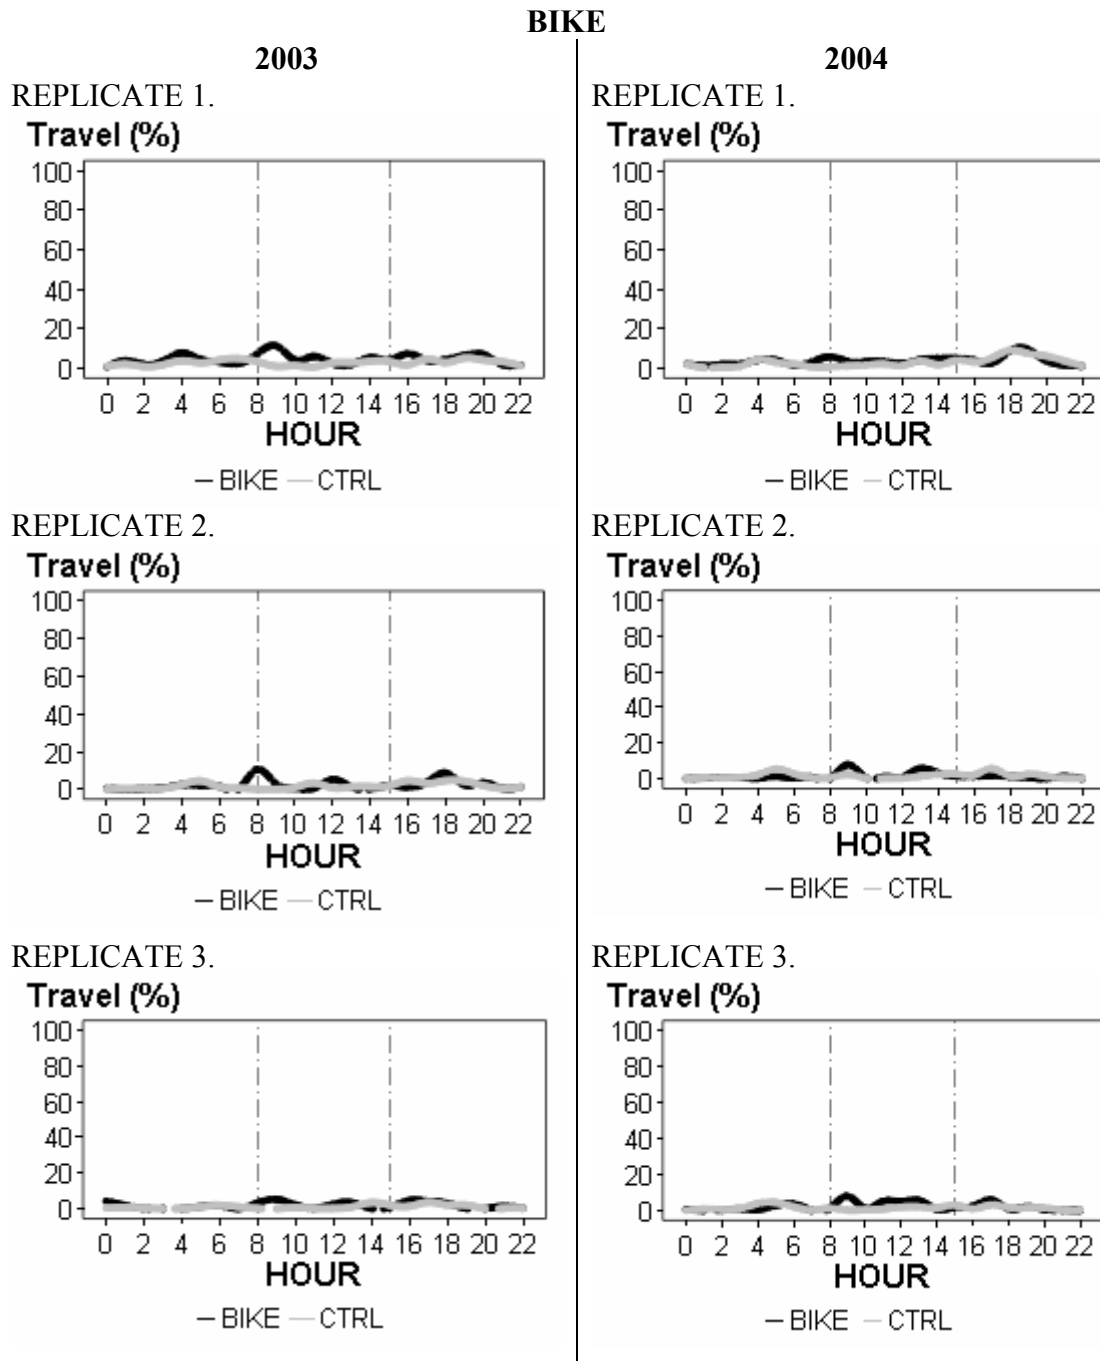 BIKE
2003
REPLICATE 1.
Travel (%)
100
80
60
40
20
0
0 2 4 6 8 10 12 14 16 18 20 22
HOUR
BIKE CTRL
REPLICATE 2.
Travel (%)
100
80
60
40
20
0
0 2 4 6 8 10 12 14 16 18 20 22
HOUR
BIKE CTRL
REPLICATE 3.
Travel (%)
100
80
60
40
20
0
0 2 4 6 8 10 12 14 16 18 20 22
HOUR
BIKE CTRL
2004
REPLICATE 1.
Travel (%)
100
80
60
40
20
0
0 2 4 6 8 10 12 14 16 18 20 22
HOUR
BIKE CTRL
REPLICATE 2.
Travel (%)
100
80
60
40
20
0
0 2 4 6 8 10 12 14 16 18 20 22
HOUR
BIKE CTRL
REPLICATE 3.
Travel (%)
100
80
60
40
20
0
0 2 4 6 8 10 12 14 16 18 20 22
HOUR
BIKE CTRL